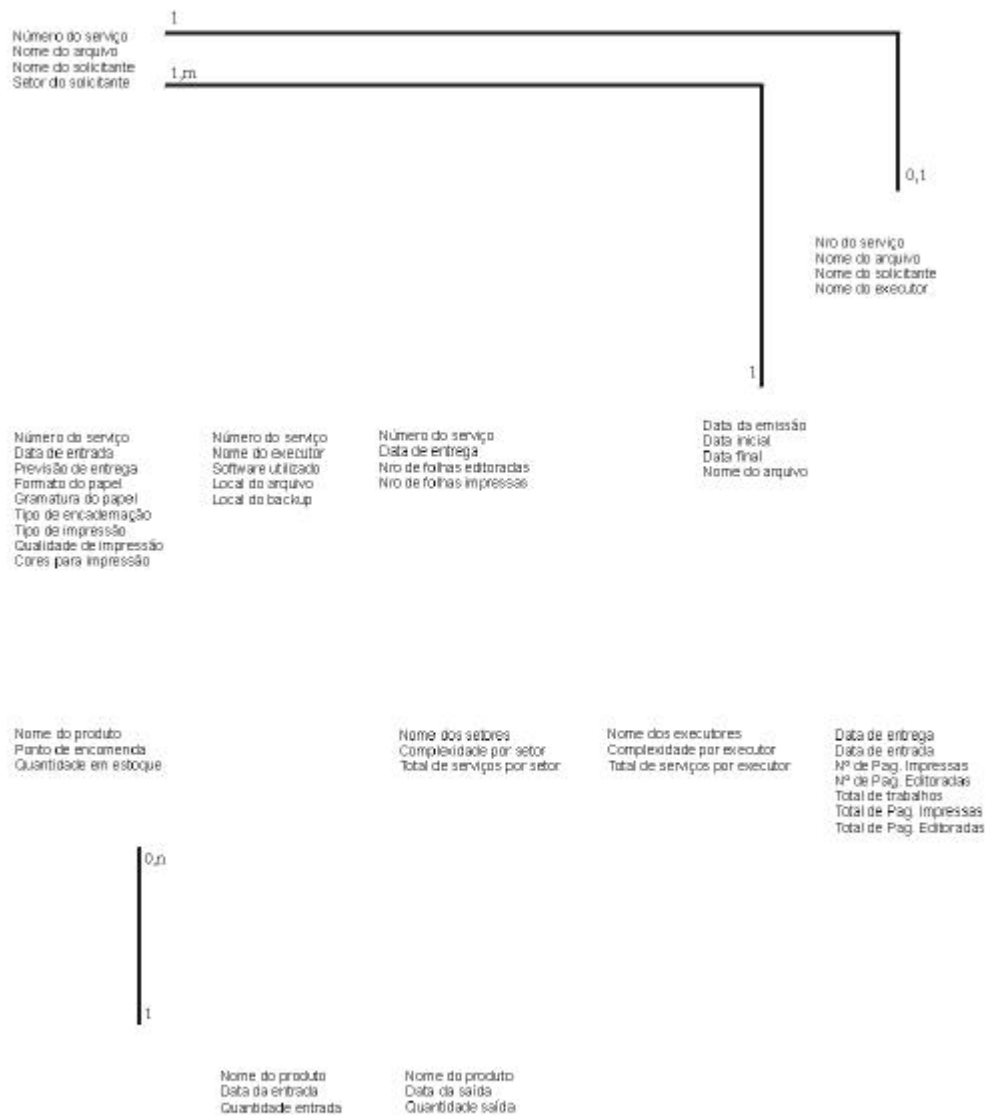 1
Número do serviço
Nome do arquivo
Nome do solicitante
Setor do solicitante
1,m
0,1
Nro do serviço
Nome do arquivo
Nome do solicitante
Nome do executor
1
Número do serviço
Data de entrada
Previsão de entrega
Formato do papel
Gramatura do papel
Tipo de encadernação
Tipo de impressão
Qualidade de impressão
Cores para impressão
Número do serviço
Nome do executor
Software utilizado
Local do arquivo
Local do backup
Número do serviço
Data de entrega
Nro de folhas editoradas
Nro de folhas impressas
Data da emissão
Data inicial
Data final
Nome do arquivo
Nome do produto
Ponto de encomenda
Quantidade em estoque
Nome dos setores
Complexidade por setor
Total de serviços por setor
Nome dos executores
Complexidade por executor
Total de serviços por executor
Data de entrega
Data de entrada
Nº de Pag. Impressas
Nº de Pag. Editoradas
Total de trabalhos
Total de Pag. Impressas
Total de Pag. Editoradas
0,n
1
Nome do produto
Data da entrada
Quantidade entrada
Nome do produto
Data da saída
Quantidade saída